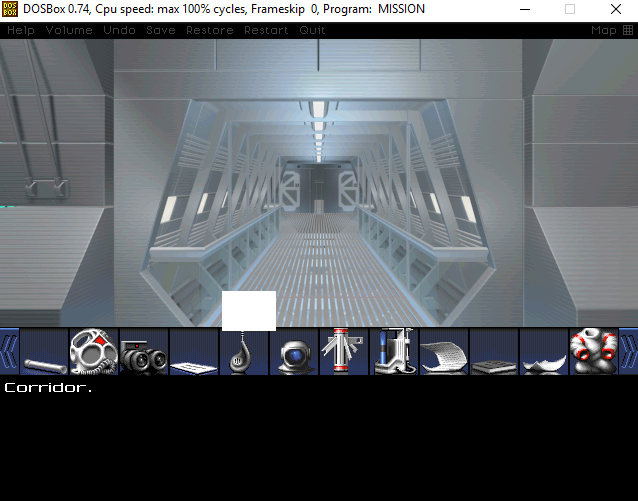 DOSBox 0.74, Cpu speed: max 100% cycles, Frameskip 0, Program: MISSION
Help Volume Undo Save Restore Restart Quit Map
Corridor.